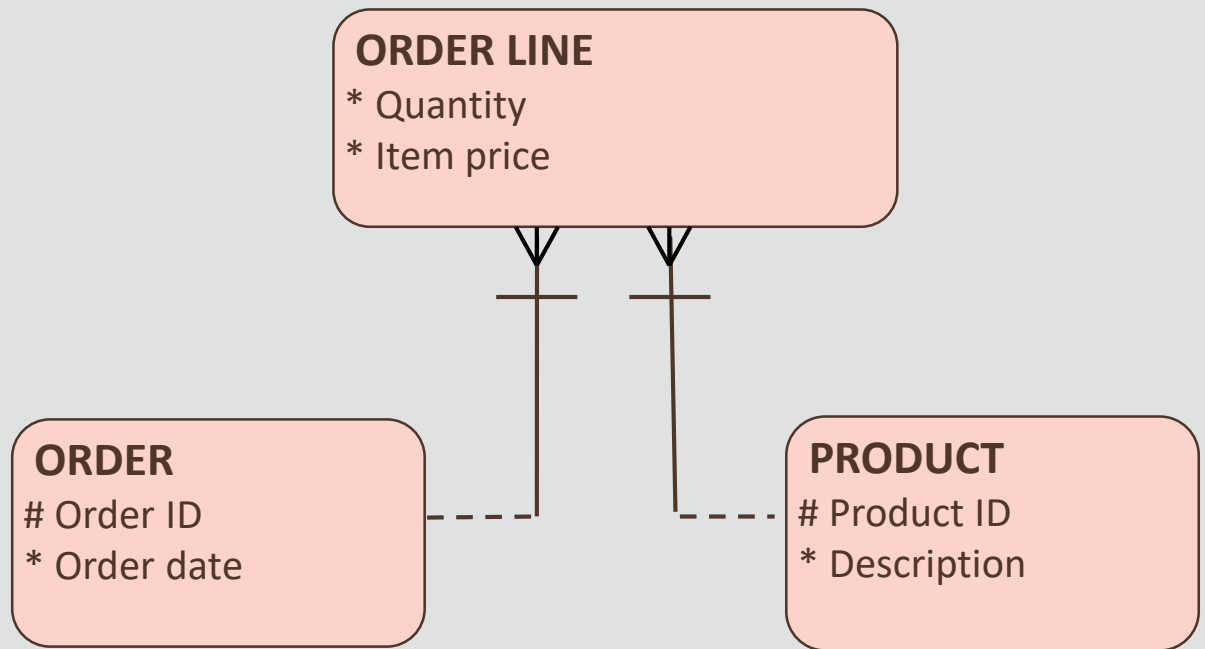 ORDER LINE
* Quantity
* Item price
ORDER
# Order ID
* Order date
PRODUCT
# Product ID
* Description